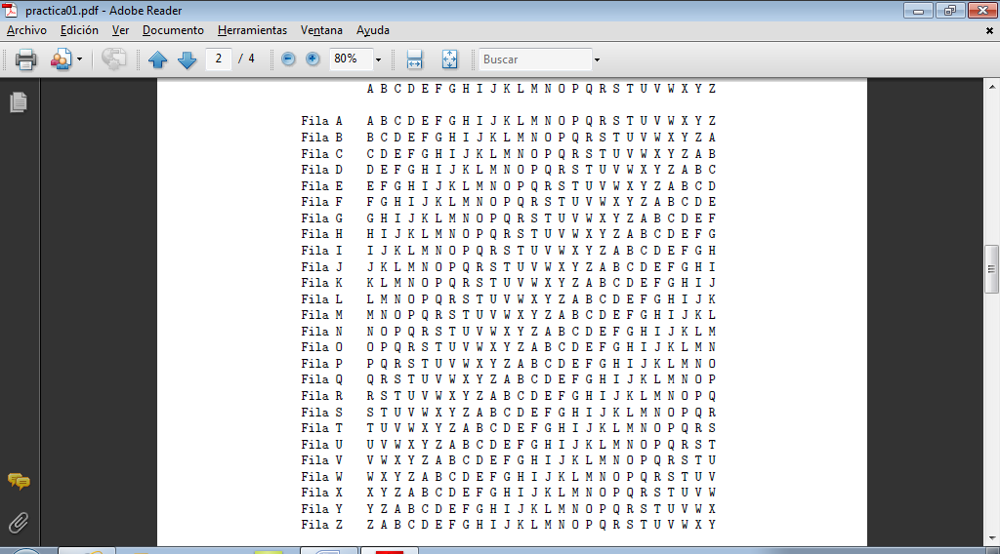 practica01.pdf - Adobe Reader
Archivo Edición Ver Documento Herramientas Ventana Ayuda
2 / 4 80% Buscar
A B C D E F G H I J K L M N O P Q R S T U V W X Y Z
Fila A A B C D E F G H I J K L M N O P Q R S T U V W X Y Z
Fila B B C D E F G H I J K L M N O P Q R S T U V W X Y Z A
Fila C C D E F G H I J K L M N O P Q R S T U V W X Y Z A B
Fila D D E F G H I J K L M N O P Q R S T U V W X Y Z A B C
Fila E E F G H I J K L M N O P Q R S T U V W X Y Z A B C D
Fila F F G H I J K L M N O P Q R S T U V W X Y Z A B C D E
Fila G G H I J K L M N O P Q R S T U V W X Y Z A B C D E F
Fila H H I J K L M N O P Q R S T U V W X Y Z A B C D E F G
Fila I I J K L M N O P Q R S T U V W X Y Z A B C D E F G H
Fila J J K L M N O P Q R S T U V W X Y Z A B C D E F G H I
Fila K K L M N O P Q R S T U V W X Y Z A B C D E F G H I J
Fila L L M N O P Q R S T U V W X Y Z A B C D E F G H I J K
Fila M M N O P Q R S T U V W X Y Z A B C D E F G H I J K L
Fila N N O P Q R S T U V W X Y Z A B C D E F G H I J K L M
Fila O O P Q R S T U V W X Y Z A B C D E F G H I J K L M N
Fila P P Q R S T U V W X Y Z A B C D E F G H I J K L M N O
Fila Q Q R S T U V W X Y Z A B C D E F G H I J K L M N O P
Fila R R S T U V W X Y Z A B C D E F G H I J K L M N O P Q
Fila S S T U V W X Y Z A B C D E F G H I J K L M N O P Q R
Fila T T U V W X Y Z A B C D E F G H I J K L M N O P Q R S
Fila U U V W X Y Z A B C D E F G H I J K L M N O P Q R S T
Fila V V W X Y Z A B C D E F G H I J K L M N O P Q R S T U
Fila W W X Y Z A B C D E F G H I J K L M N O P Q R S T U V
Fila X X Y Z A B C D E F G H I J K L M N O P Q R S T U V W
Fila Y Y Z A B C D E F G H I J K L M N O P Q R S T U V W X
Fila Z Z A B C D E F G H I J K L M N O P Q R S T U V W X Y